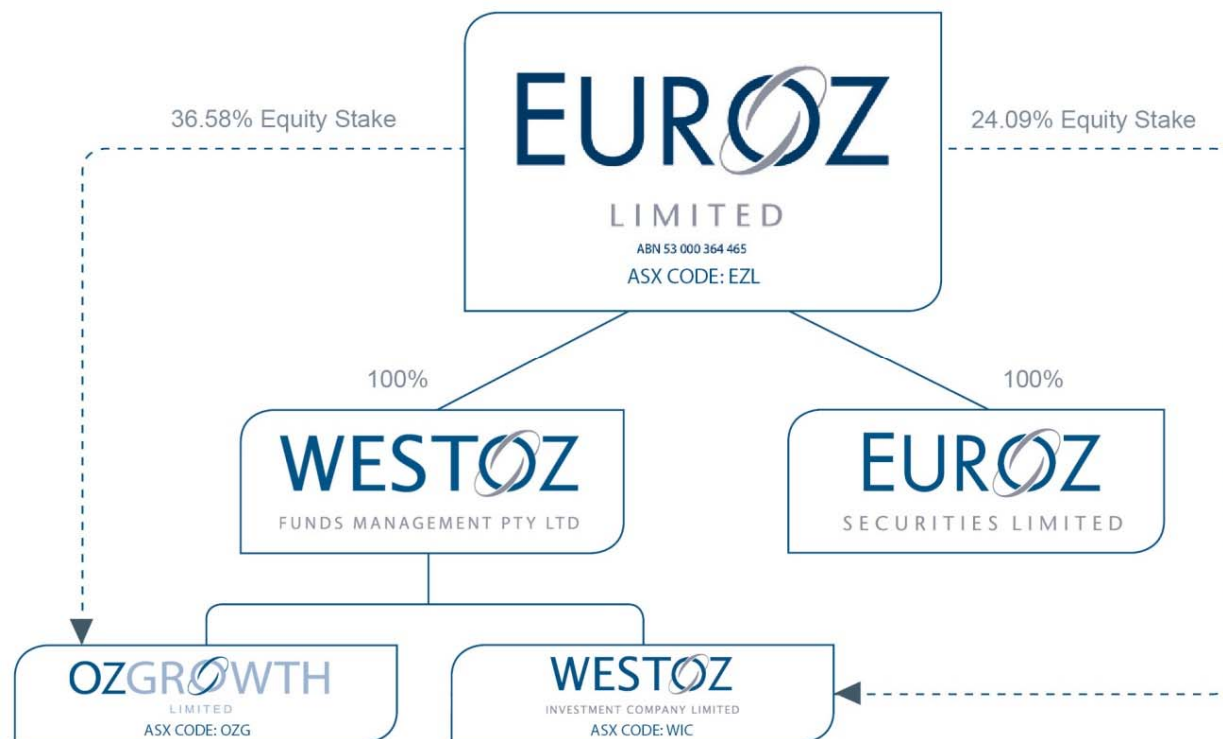 36.58% Equity Stake
EUROZ
LIMITED
ABN 53 000 364 465
ASX CODE: EZL
24.09% Equity Stake
100%
100%
WESTOZ
FUNDS MANAGEMENT PTY LTD
EUROZ
SECURITIES LIMITED
OZGROWTH
LIMITED
ASX CODE: OZG
WESTOZ
INVESTMENT COMPANY LIMITED
ASX CODE: WIC